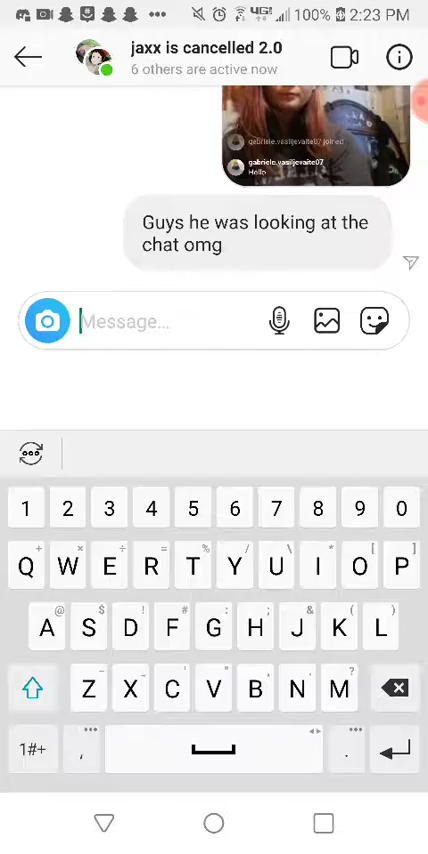 100% 2:23 PM
jaxx is cancelled 2.0
6 others are active now
gabriele.vasiljevaite07 joined
gabriele.vasiljevaite07
Hello
Guys he was looking at the
chat omg
Message...
1 2 3 4 5 6 7 8 9 0
+ × ÷ = % / \ * [ ]
Q W E R T Y U I O P
@ $ ! # : ; & ( )
A S D F G H J K L
- _ ' " , ?
Z X C V B N M
1#+ , .